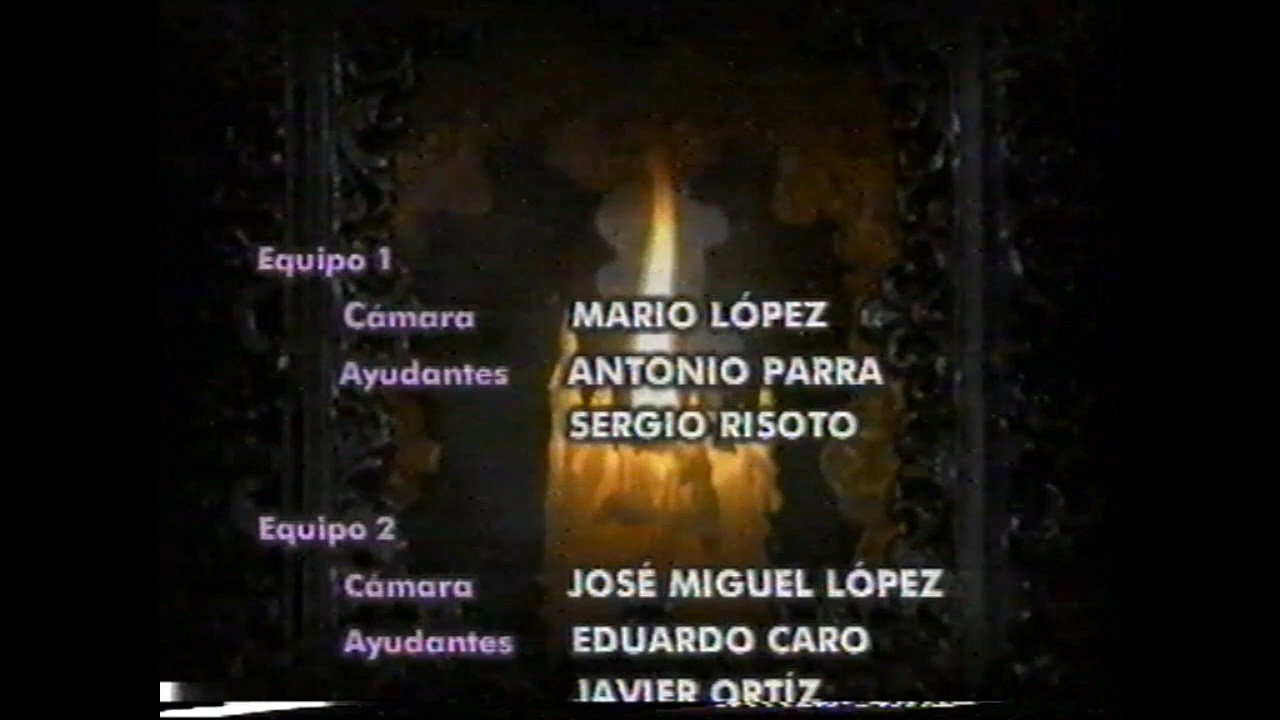 Equipo 1
Cámara MARIO LÓPEZ
Ayudantes ANTONIO PARRA
SERGIO RISOTO
Equipo 2
Cámara JOSÉ MIGUEL LÓPEZ
Ayudantes EDUARDO CARO
JAVIER ORTÍZ